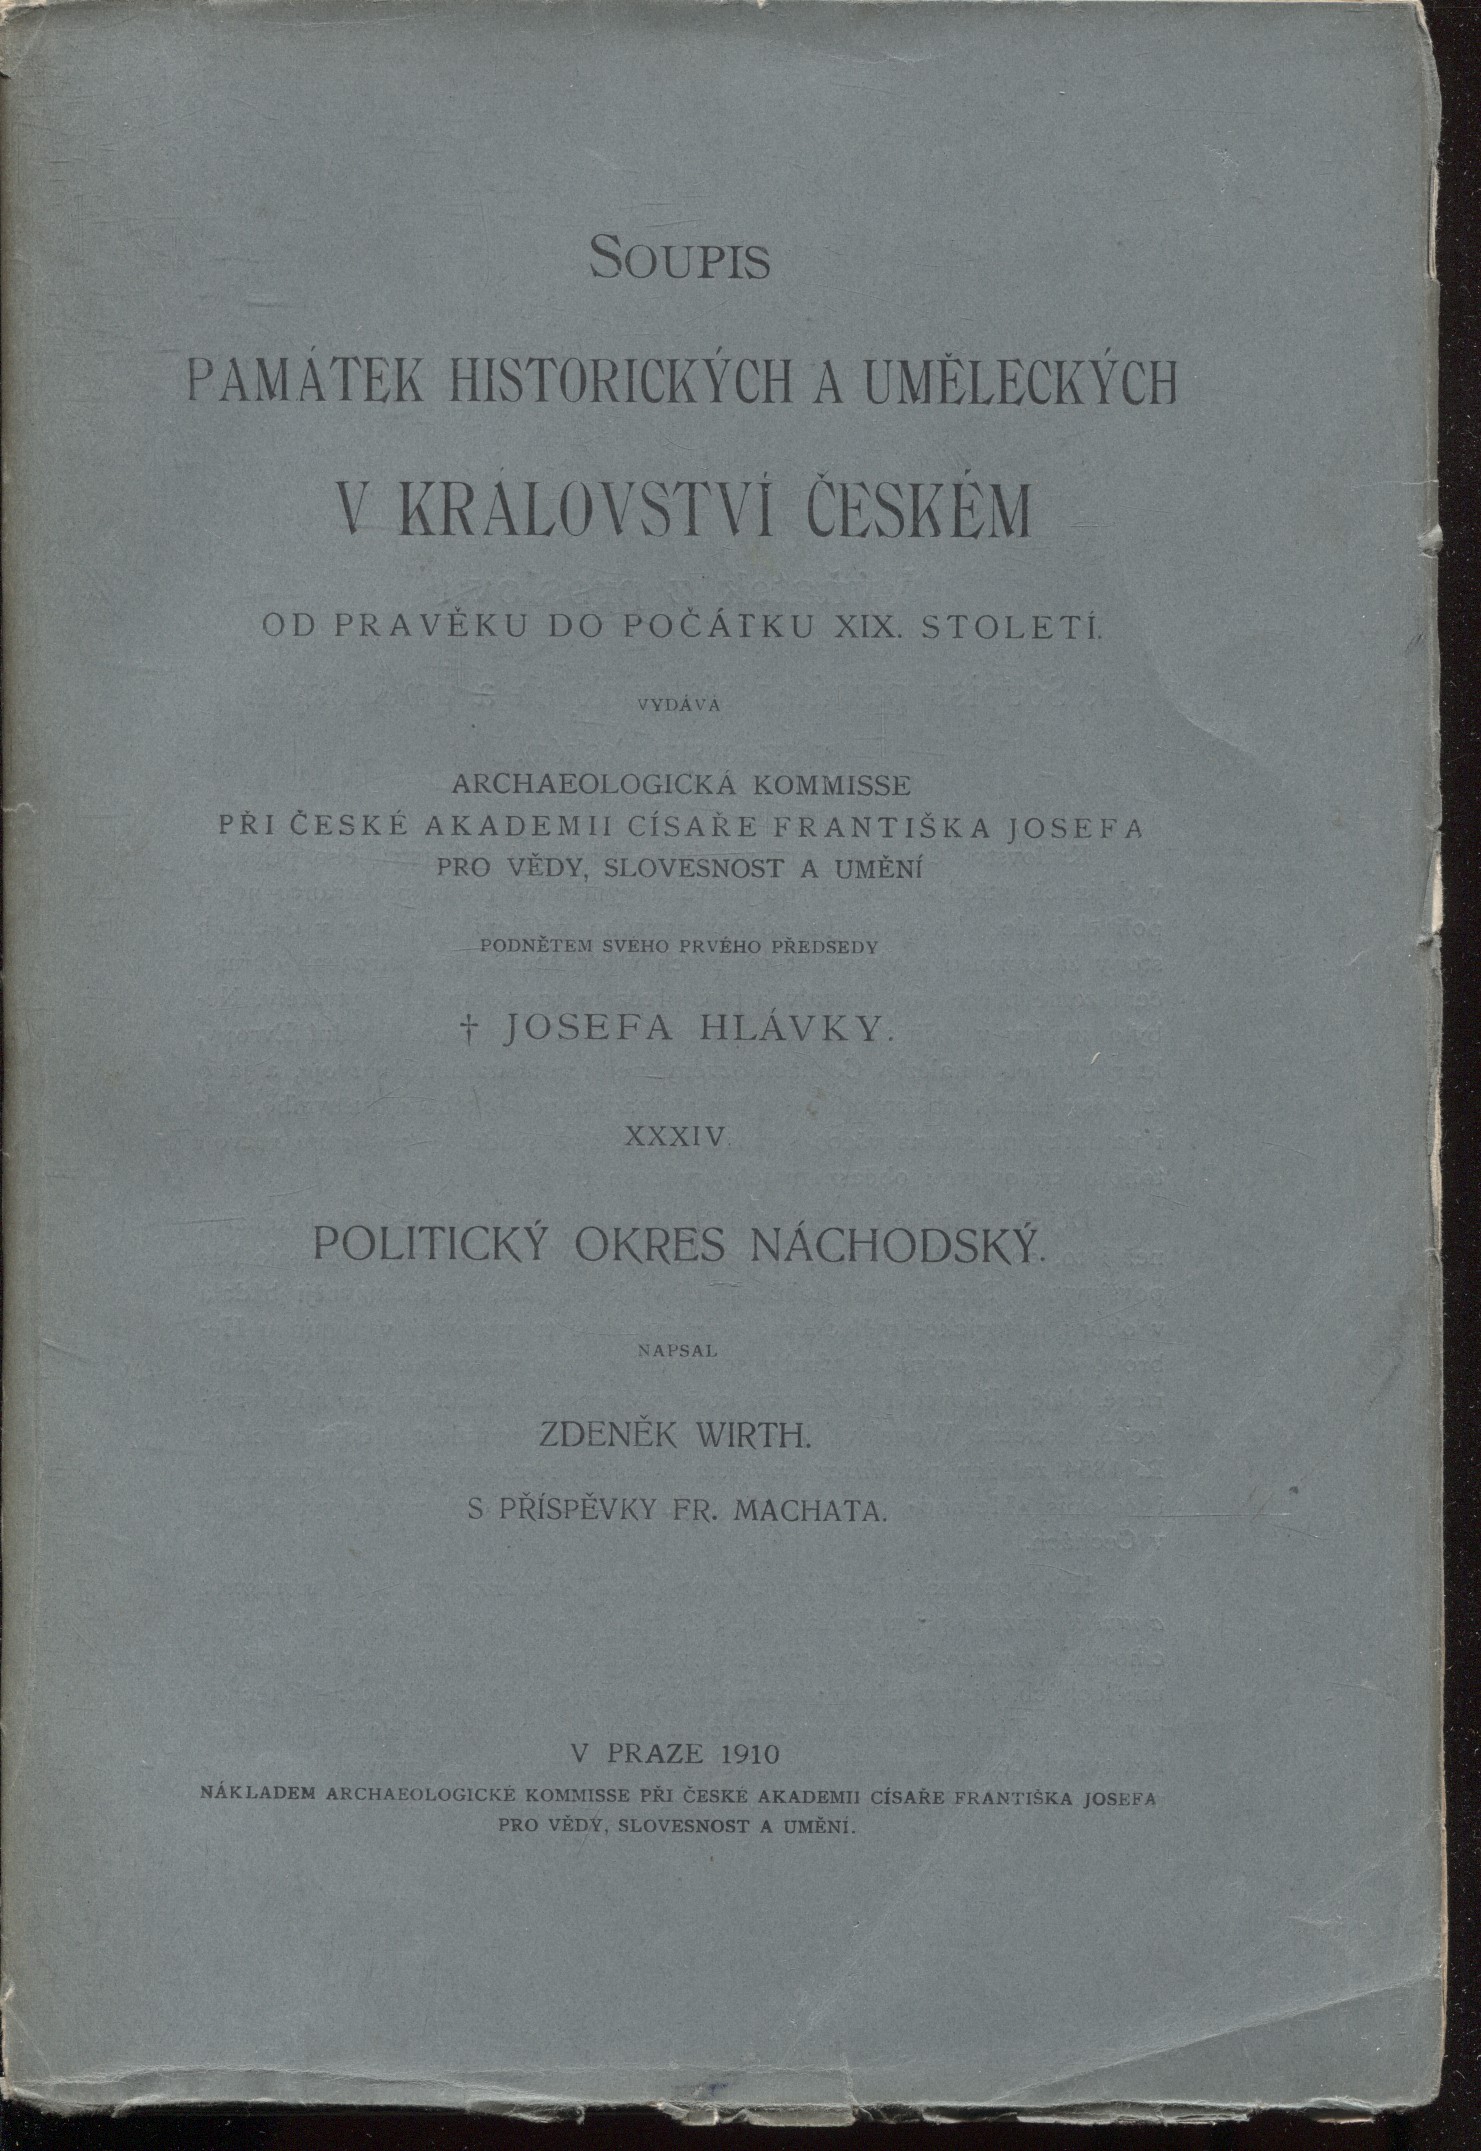 SOUPIS
PAMÁTEK HISTORICKÝCH A UMĚLECKÝCH
V KRÁLOVSTVÍ ČESKÉM
OD PRAVĚKU DO POČÁTKU XIX. STOLETÍ.
VYDÁVÁ
ARCHAEOLOGICKÁ KOMMISSE
PŘI ČESKÉ AKADEMII CÍSAŘE FRANTIŠKA JOSEFA
PRO VĚDY, SLOVESNOST A UMĚNÍ
PODNĚTEM SVÉHO PRVÉHO PŘEDSEDY
† JOSEFA HLÁVKY.
XXXIV.
POLITICKÝ OKRES NÁCHODSKÝ.
NAPSAL
ZDENĚK WIRTH.
S PŘÍSPĚVKY FR. MACHATA.
V PRAZE 1910
NÁKLADEM ARCHAEOLOGICKÉ KOMMISSE PŘI ČESKÉ AKADEMII CÍSAŘE FRANTIŠKA JOSEFA
PRO VĚDY, SLOVESNOST A UMĚNÍ.